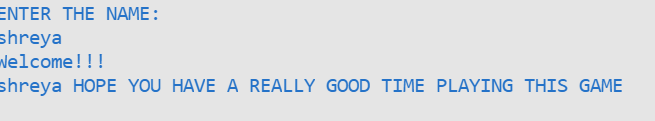 ENTER THE NAME:
shreya
Welcome!!!
shreya HOPE YOU HAVE A REALLY GOOD TIME PLAYING THIS GAME